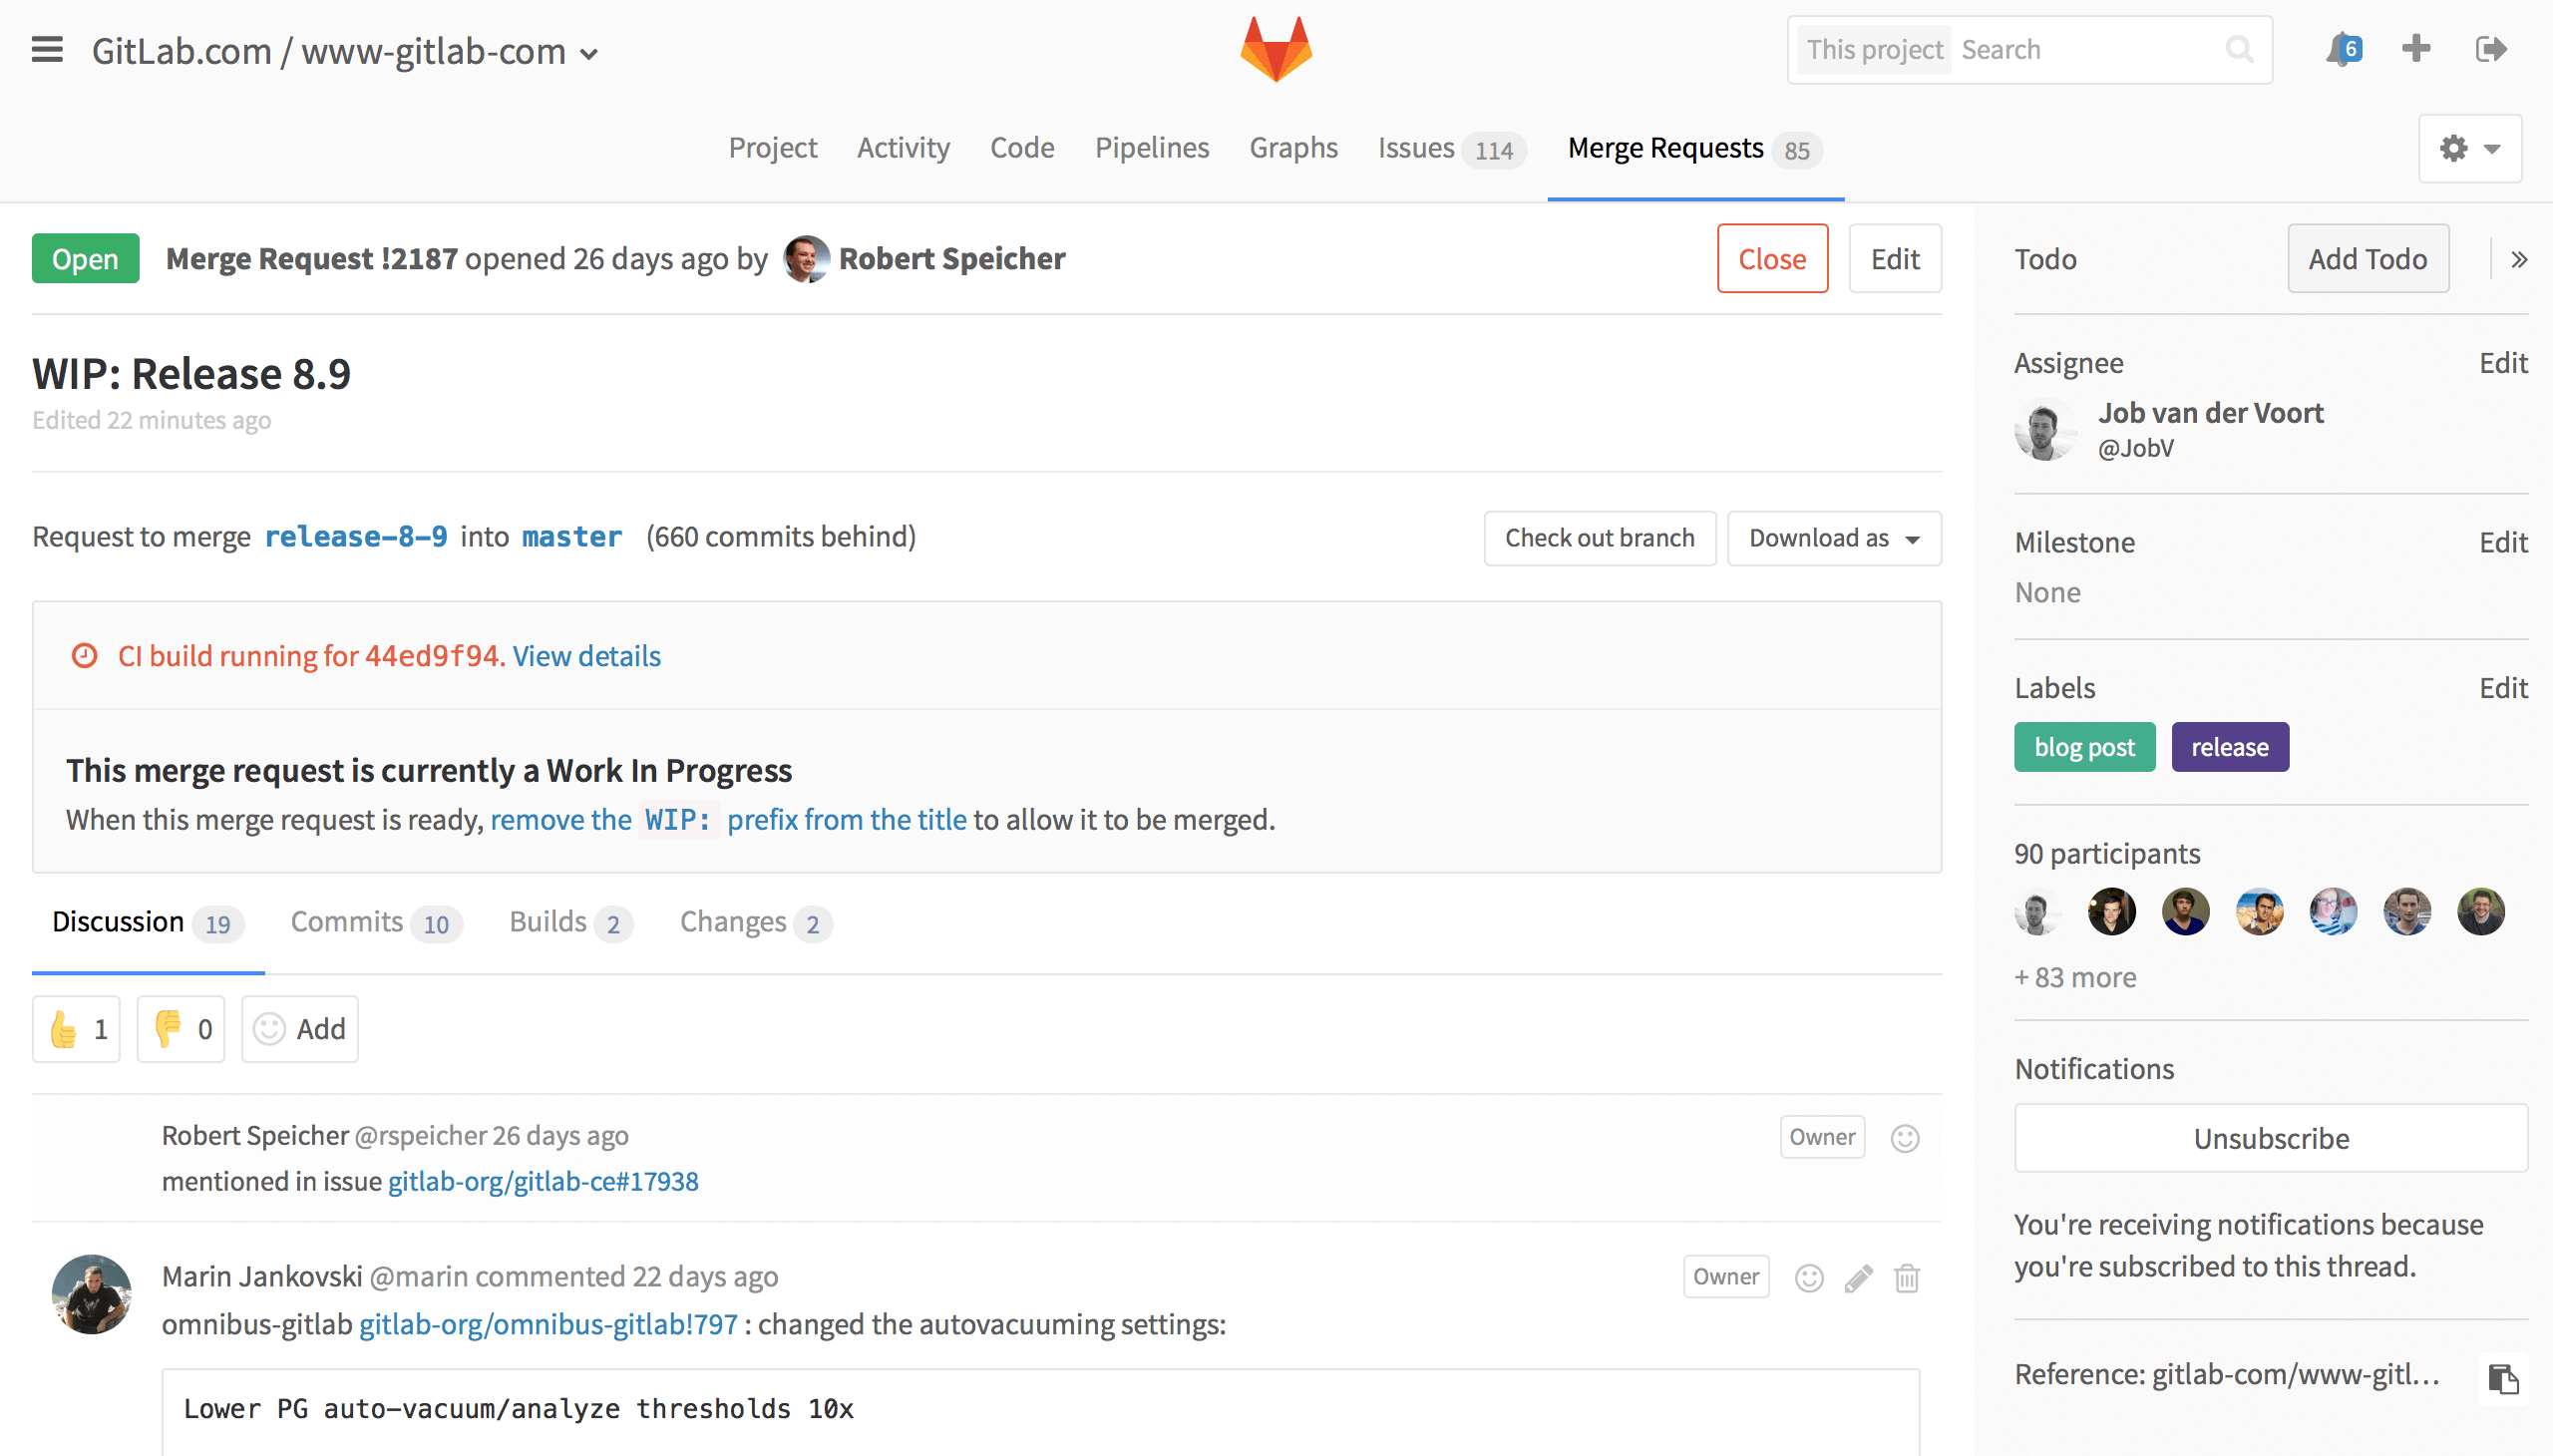 GitLab.com / www-gitlab-com
This project Search
6
Project Activity Code Pipelines Graphs Issues 114 Merge Requests 85
Open Merge Request !2187 opened 26 days ago by Robert Speicher Close Edit
WIP: Release 8.9
Edited 22 minutes ago
Request to merge release-8-9 into master (660 commits behind) Check out branch Download as
CI build running for 44ed9f94. View details
This merge request is currently a Work In Progress
When this merge request is ready, remove the WIP: prefix from the title to allow it to be merged.
Discussion 19 Commits 10 Builds 2 Changes 2
1 0 Add
Robert Speicher @rspeicher 26 days ago Owner
mentioned in issue gitlab-org/gitlab-ce#17938
Marin Jankovski @marin commented 22 days ago Owner
omnibus-gitlab gitlab-org/omnibus-gitlab!797 : changed the autovacuuming settings:
Lower PG auto-vacuum/analyze thresholds 10x
Todo Add Todo »
Assignee Edit
Job van der Voort
@JobV
Milestone Edit
None
Labels Edit
blog post release
90 participants
+ 83 more
Notifications
Unsubscribe
You're receiving notifications because
you're subscribed to this thread.
Reference: gitlab-com/www-gitl…